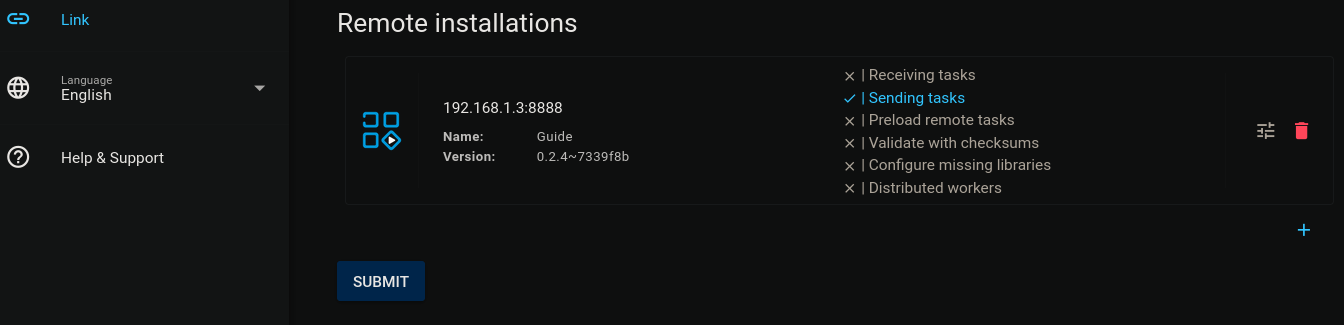 Link
Language
English
Help & Support
Remote installations
192.168.1.3:8888
Name: Guide
Version: 0.2.4~7339f8b
| Receiving tasks
| Sending tasks
| Preload remote tasks
| Validate with checksums
| Configure missing libraries
| Distributed workers
SUBMIT